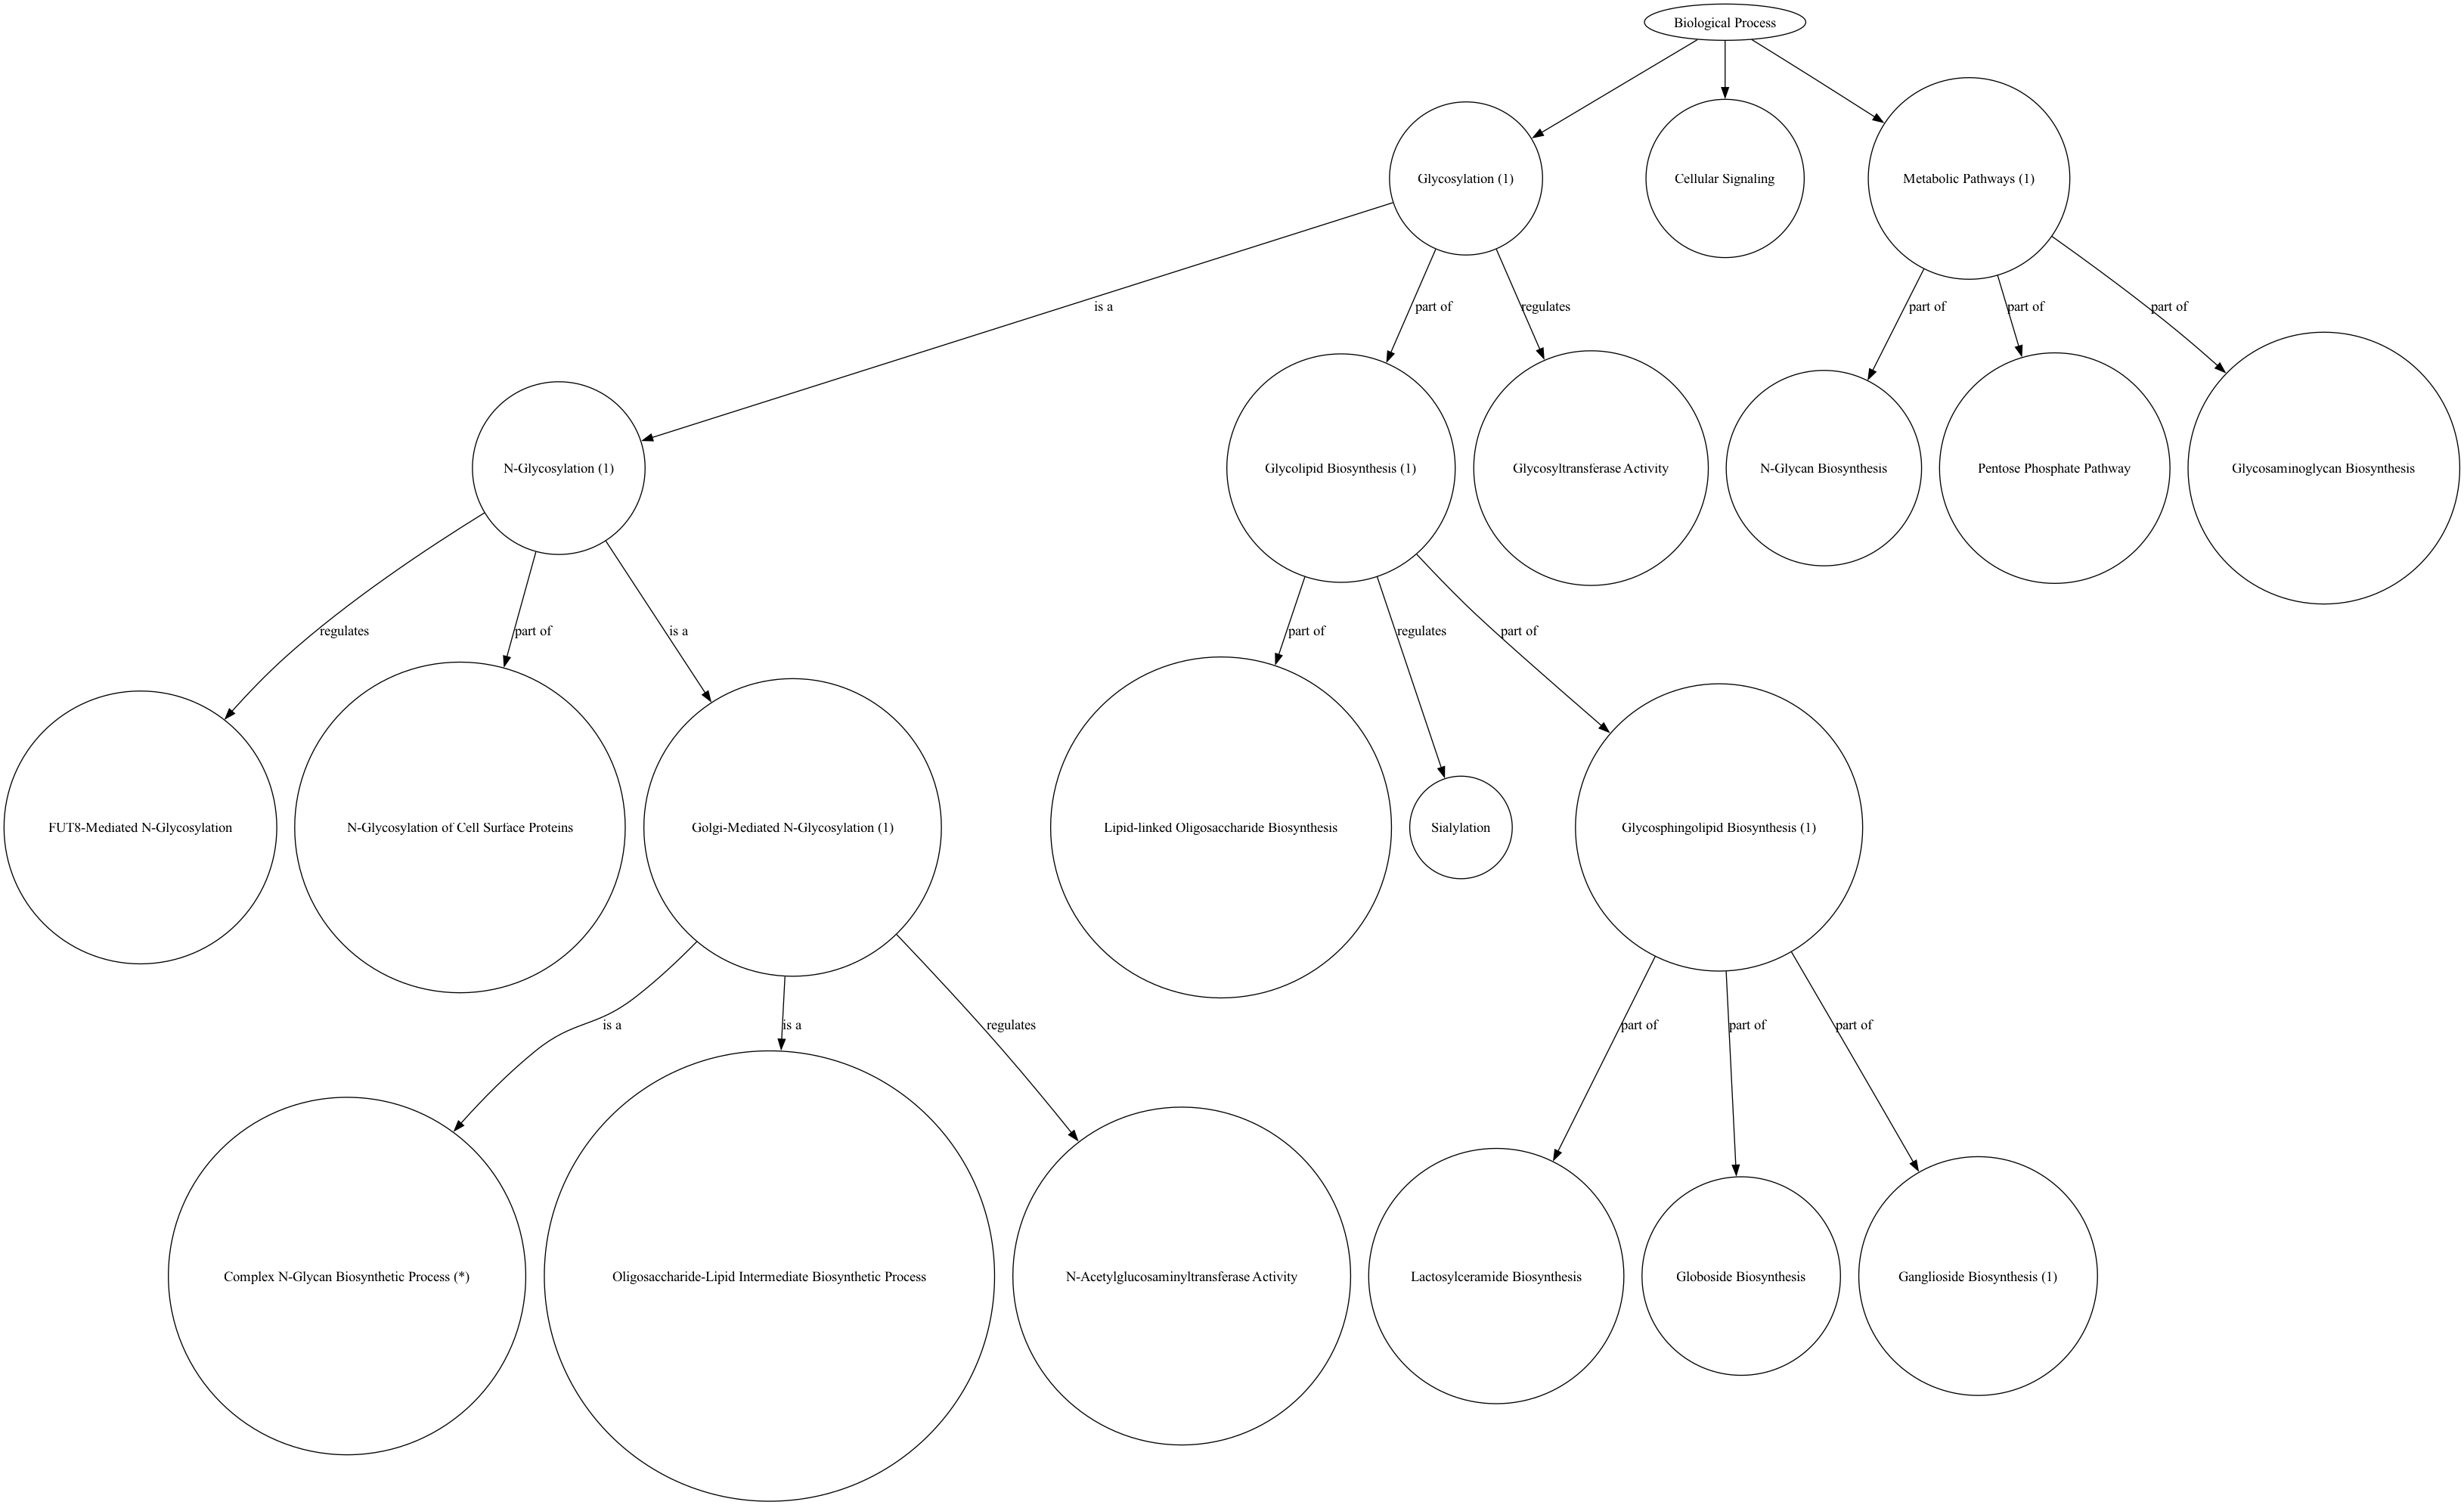 Biological Process
Glycosylation (1)
Cellular Signaling
Metabolic Pathways (1)
is a
part of
regulates
part of
part of
part of
N-Glycosylation (1)
Glycolipid Biosynthesis (1)
Glycosyltransferase Activity
N-Glycan Biosynthesis
Pentose Phosphate Pathway
Glycosaminoglycan Biosynthesis
regulates
part of
is a
part of
regulates
part of
FUT8-Mediated N-Glycosylation
N-Glycosylation of Cell Surface Proteins
Golgi-Mediated N-Glycosylation (1)
Lipid-linked Oligosaccharide Biosynthesis
Sialylation
Glycosphingolipid Biosynthesis (1)
is a
is a
regulates
part of
part of
part of
Complex N-Glycan Biosynthetic Process (*)
Oligosaccharide-Lipid Intermediate Biosynthetic Process
N-Acetylglucosaminyltransferase Activity
Lactosylceramide Biosynthesis
Globoside Biosynthesis
Ganglioside Biosynthesis (1)